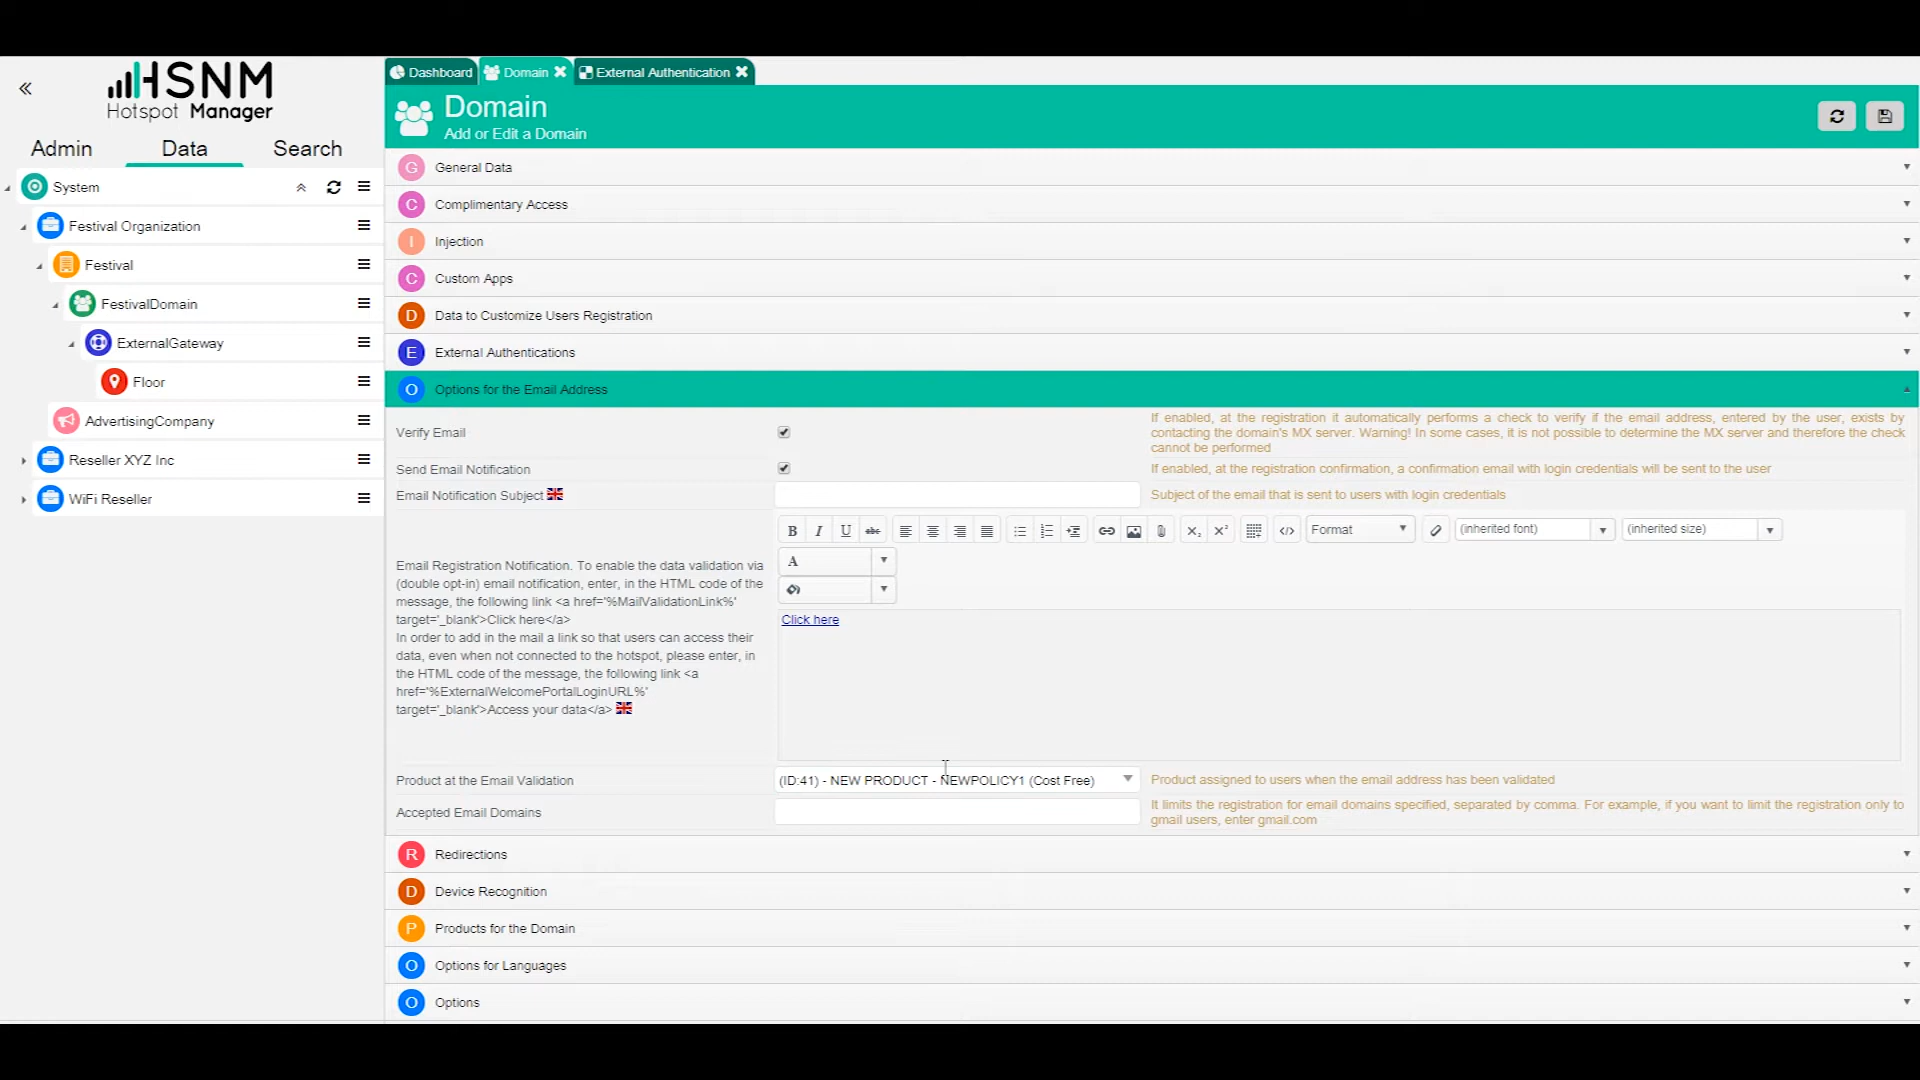 HSNM
Hotspot Manager
Admin Data Search
System
Festival Organization
Festival
FestivalDomain
ExternalGateway
Floor
AdvertisingCompany
Reseller XYZ Inc
WiFi Reseller
Dashboard Domain External Authentication
Domain
Add or Edit a Domain
G General Data
C Complimentary Access
I Injection
C Custom Apps
D Data to Customize Users Registration
E External Authentications
O Options for the Email Address
Verify Email
If enabled, at the registration it automatically performs a check to verify if the email address, entered by the user, exists by
contacting the domain's MX server. Warning! In some cases, it is not possible to determine the MX server and therefore the check
cannot be performed
Send Email Notification
If enabled, at the registration confirmation, a confirmation email with login credentials will be sent to the user
Email Notification Subject
Subject of the email that is sent to users with login credentials
B I U abc Format (inherited font) (inherited size)
A
Email Registration Notification. To enable the data validation via
(double opt-in) email notification, enter, in the HTML code of the
message, the following link <a href='%MailValidationLink%'
target='_blank'>Click here</a>
In order to add in the mail a link so that users can access their
data, even when not connected to the hotspot, please enter, in
the HTML code of the message, the following link <a
href='%ExternalWelcomePortalLoginURL%'
target='_blank'>Access your data</a>
Click here
Product at the Email Validation
(ID:41) - NEW PRODUCT - NEWPOLICY1 (Cost Free)
Product assigned to users when the email address has been validated
Accepted Email Domains
It limits the registration for email domains specified, separated by comma. For example, if you want to limit the registration only to
gmail users, enter gmail.com
R Redirections
D Device Recognition
P Products for the Domain
O Options for Languages
O Options